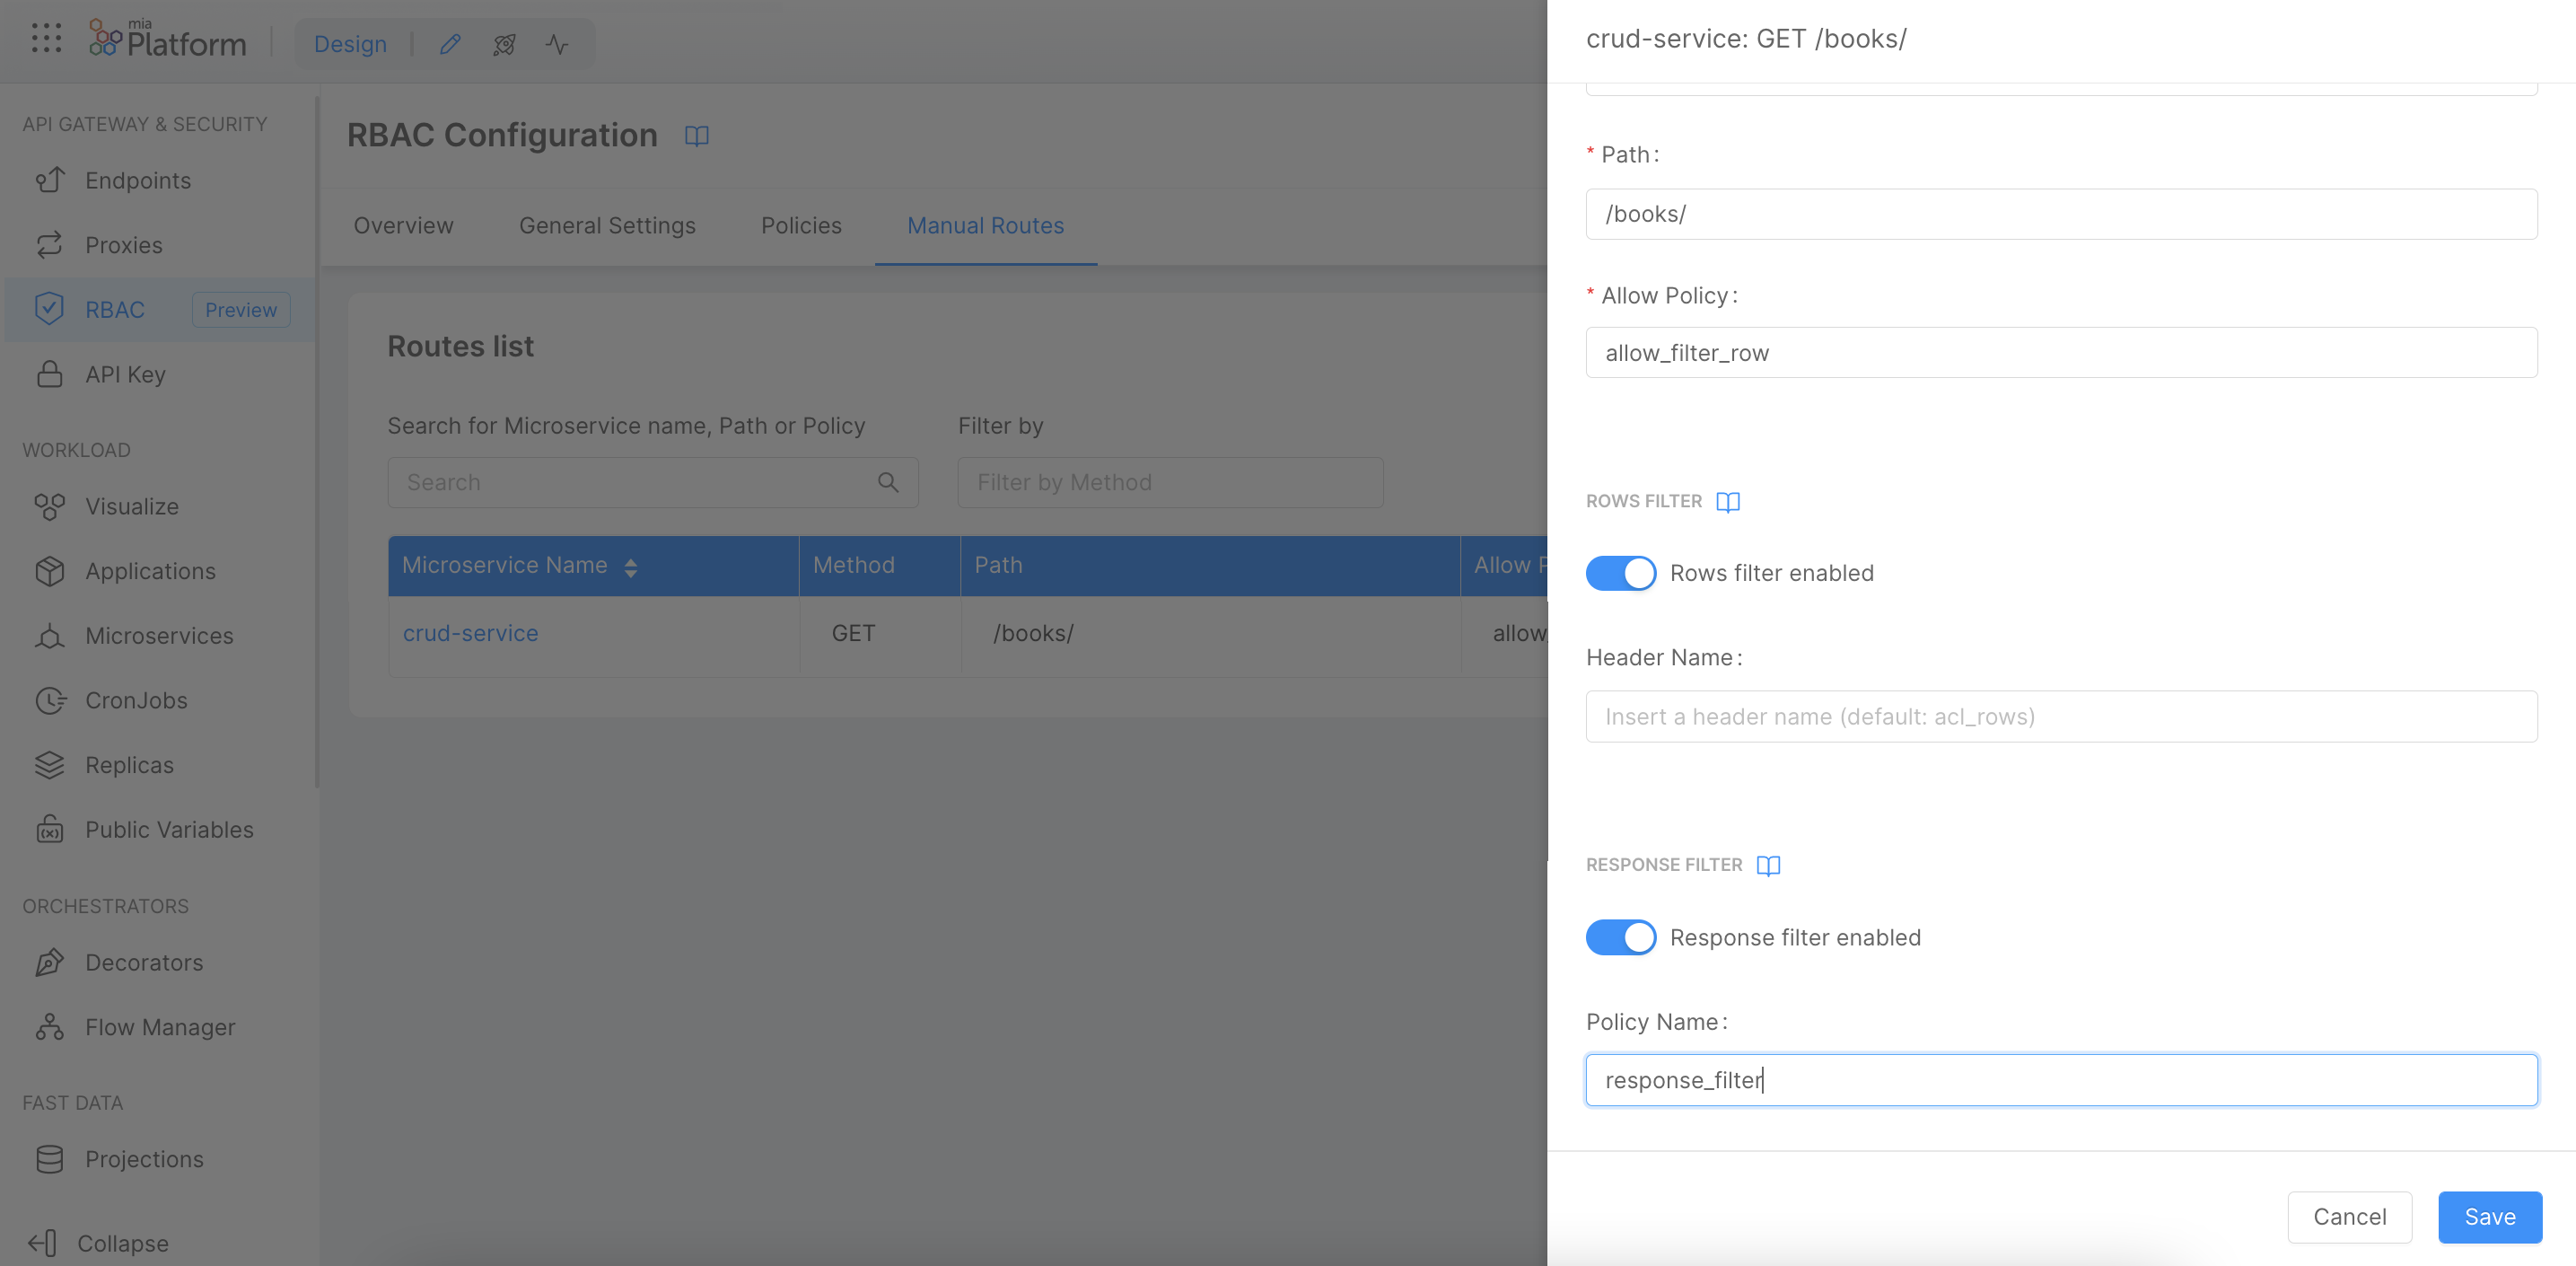 mia
Platform
Design
API GATEWAY & SECURITY
Endpoints
Proxies
RBAC Preview
API Key
WORKLOAD
Visualize
Applications
Microservices
CronJobs
Replicas
Public Variables
ORCHESTRATORS
Decorators
Flow Manager
FAST DATA
Projections
Collapse
RBAC Configuration
Overview General Settings Policies Manual Routes
Routes list
Search for Microservice name, Path or Policy Filter by
Search Filter by Method
Microservice Name Method Path Allow P
crud-service GET /books/ allow_
crud-service: GET /books/
* Path:
/books/
* Allow Policy:
allow_filter_row
ROWS FILTER
Rows filter enabled
Header Name:
Insert a header name (default: acl_rows)
RESPONSE FILTER
Response filter enabled
Policy Name:
response_filter
Cancel Save